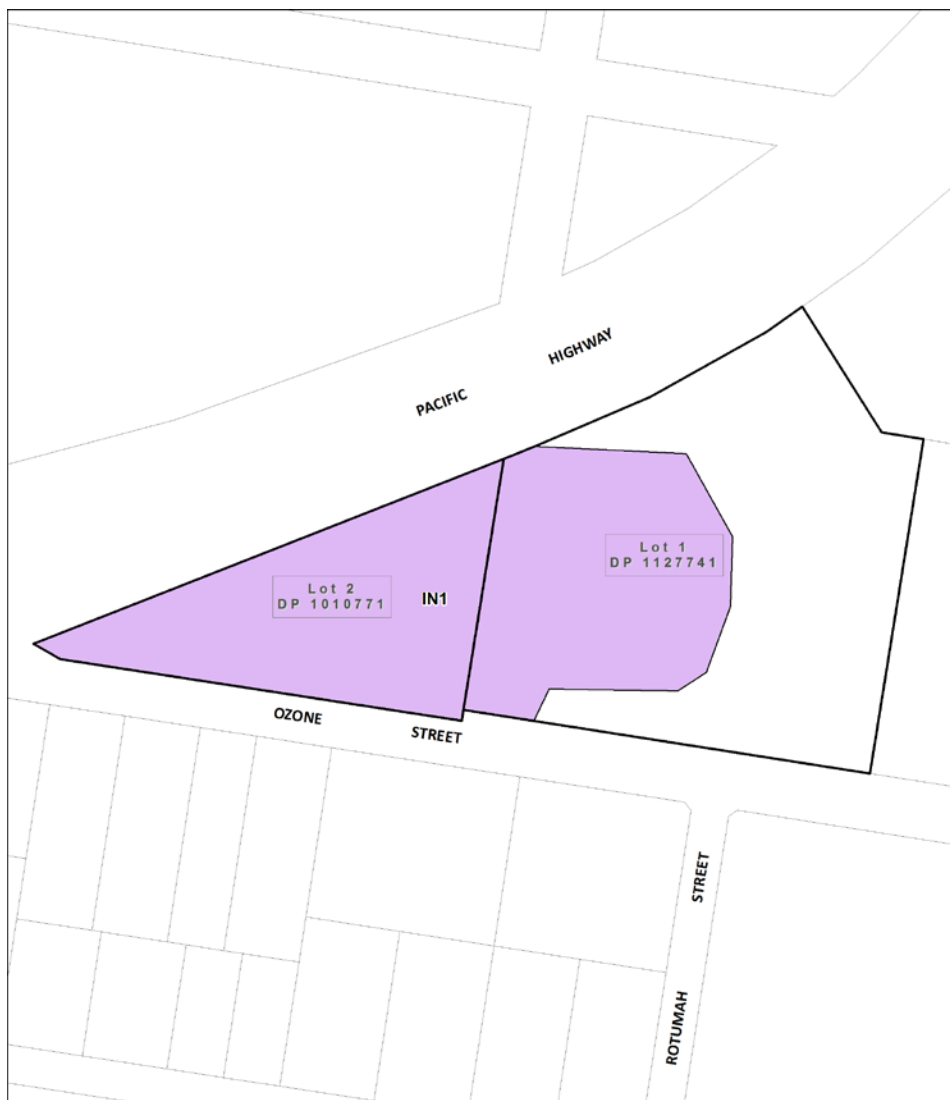 HIGHWAY
PACIFIC
Lot 1
DP 1127741
Lot 2
DP 1010771
IN1
OZONE
STREET
STREET
ROTUMAH